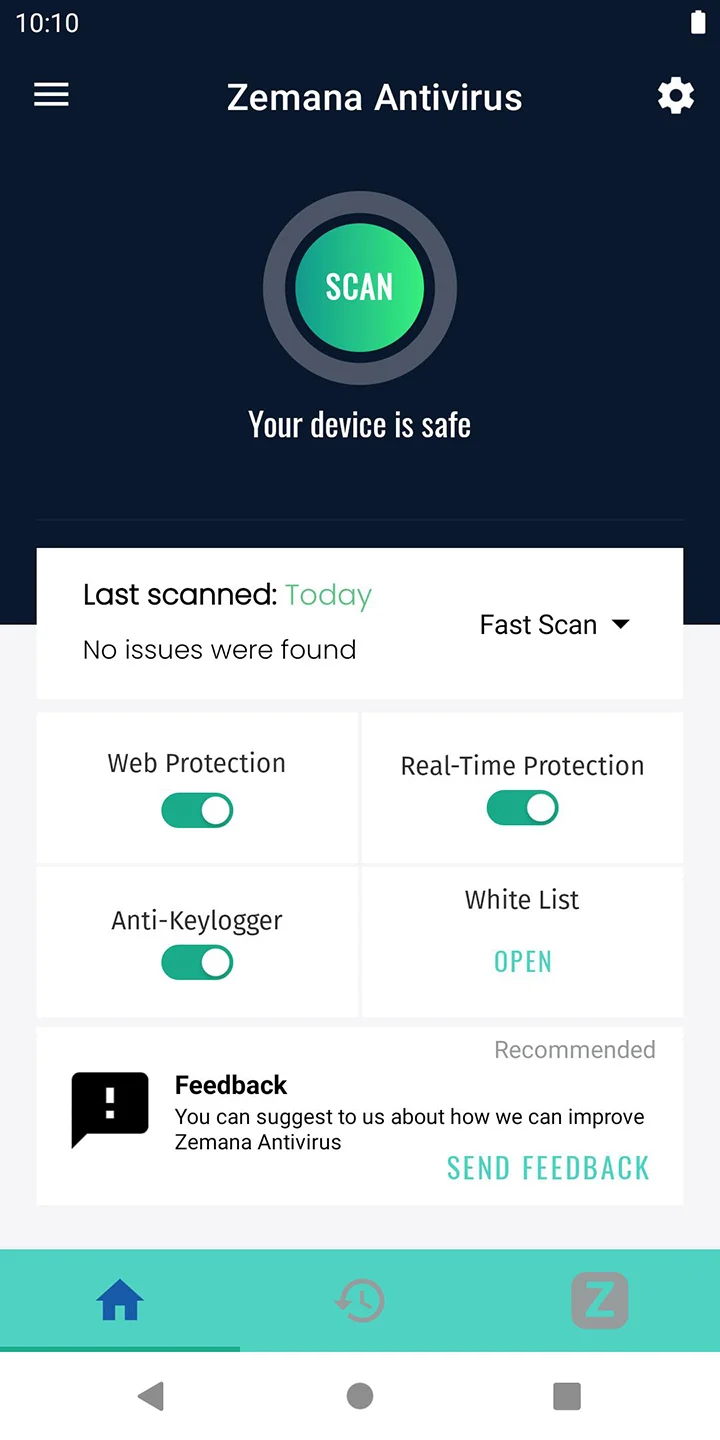 10:10
Zemana Antivirus
SCAN
Your device is safe
Last scanned: Today
No issues were found
Fast Scan
Web Protection
Real-Time Protection
Anti-Keylogger
White List
OPEN
Recommended
Feedback
You can suggest to us about how we can improve
Zemana Antivirus
SEND FEEDBACK
Z